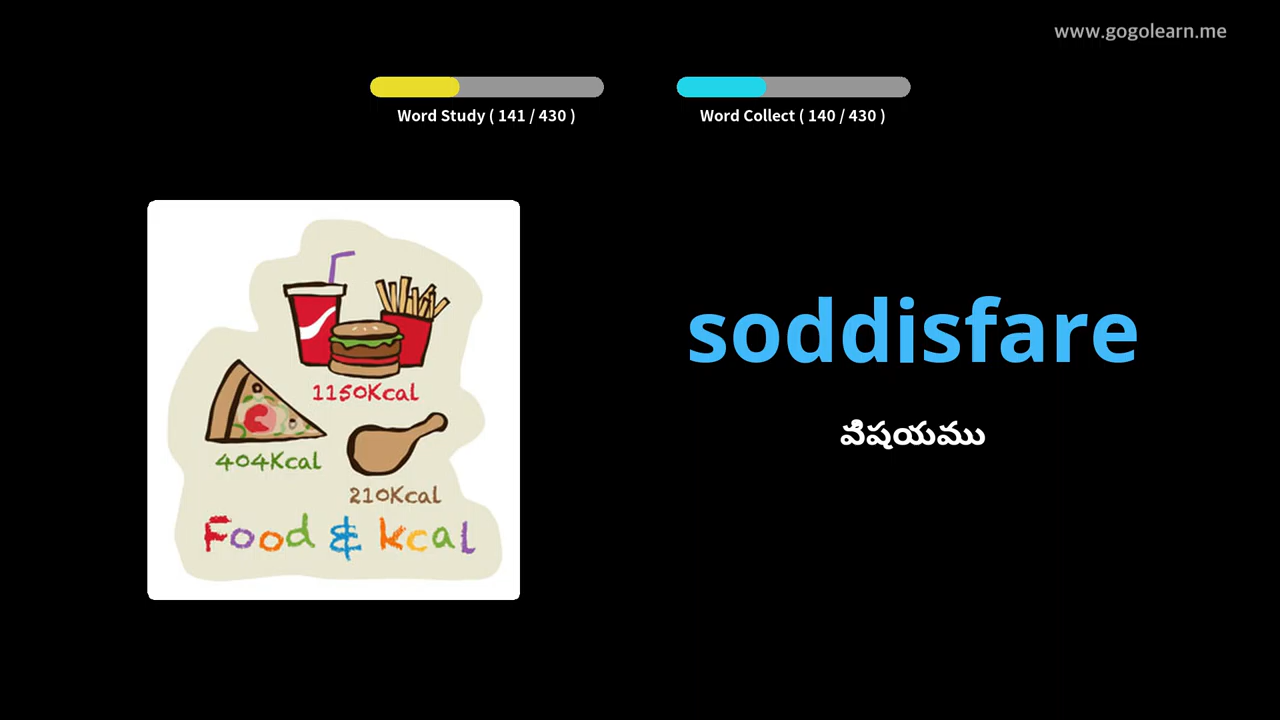 www.gogolearn.me
Word Study ( 141 / 430 )
Word Collect ( 140 / 430 )
1150Kcal
404Kcal
210Kcal
Food & kcal
soddisfare
విషయము